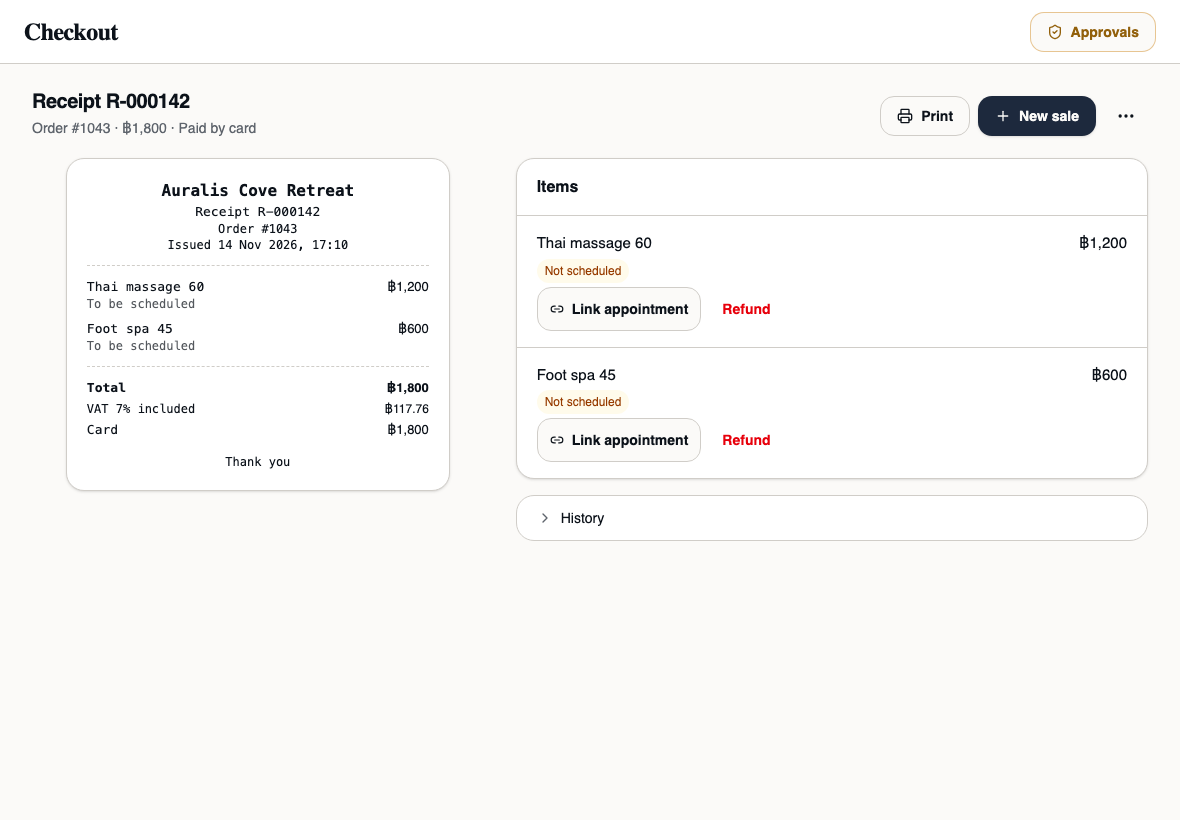 Checkout
Approvals
Receipt R-000142
Order #1043 · ฿1,800 · Paid by card
Print
New sale
Auralis Cove Retreat
Receipt R-000142
Order #1043
Issued 14 Nov 2026, 17:10
Thai massage 60 ฿1,200
To be scheduled
Foot spa 45 ฿600
To be scheduled
Total ฿1,800
VAT 7% included ฿117.76
Card ฿1,800
Thank you
Items
Thai massage 60 ฿1,200
Not scheduled
Link appointment Refund
Foot spa 45 ฿600
Not scheduled
Link appointment Refund
History